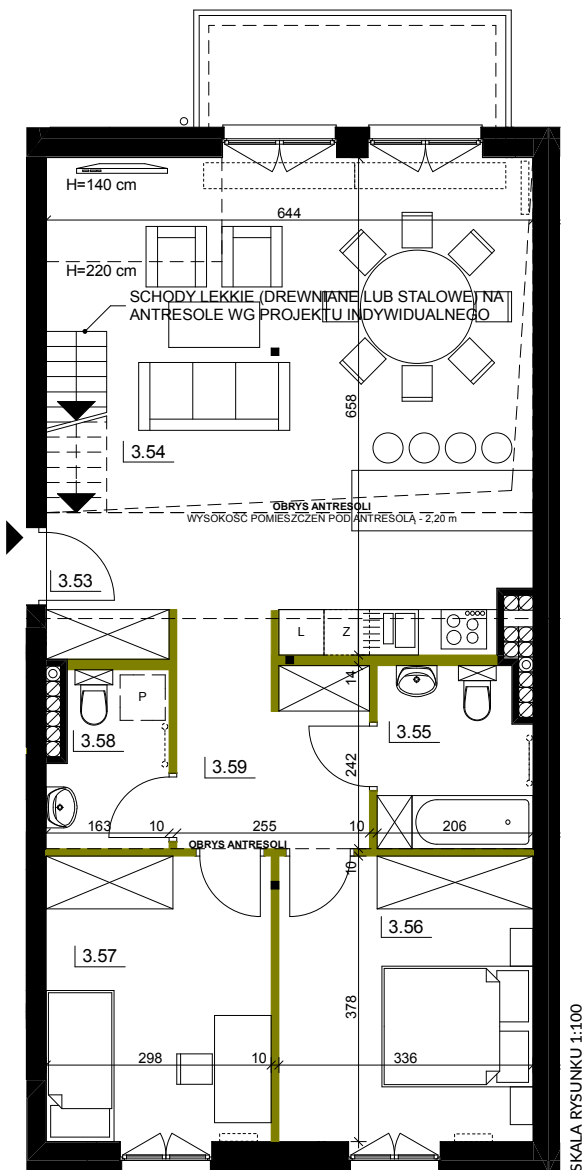 H=140 cm
644
H=220 cm
SCHODY LEKKIE (DREWNIANE LUB STALOWE) NA
ANTRESOLE WG PROJEKTU INDYWIDUALNEGO
658
3.54
OBRYS ANTRESOLI
WYSOKOŚĆ POMIESZCZEŃ POD ANTRESOLĄ - 2,20 m
3.53
L
Z
14
P
3.58
3.55
3.59
242
163
10
255
10
206
OBRYS ANTRESOLI
10
3.57
3.56
378
298
10
336
SKALA RYSUNKU 1:100